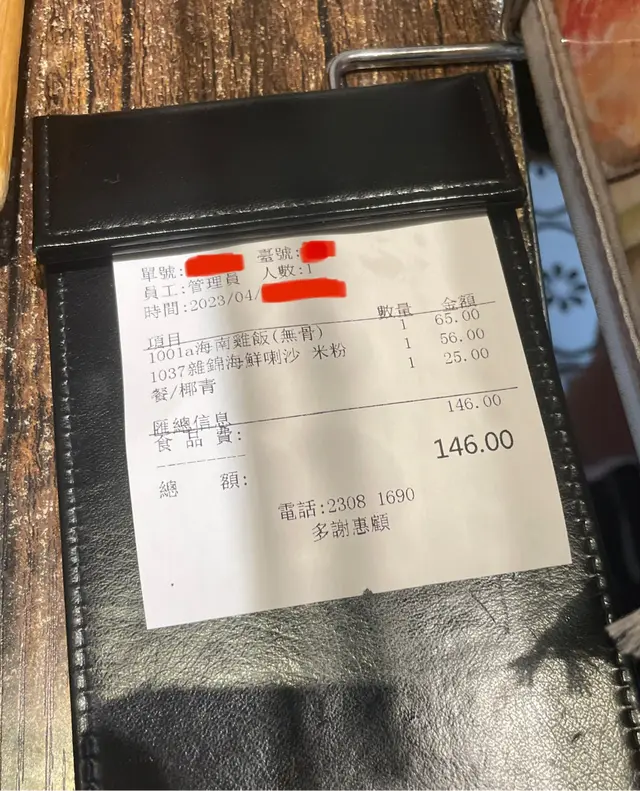 單號: 臺號:
員工:管理員 人數:1
時間:2023/04/
項目 數量 金額
1001a海南雞飯(無骨) 1 65.00
1037雜錦海鮮喇沙 米粉 1 56.00
餐/椰青 1 25.00
匯總信息
食 品 費: 146.00
總 額: 146.00
電話:2308 1690
多謝惠顧